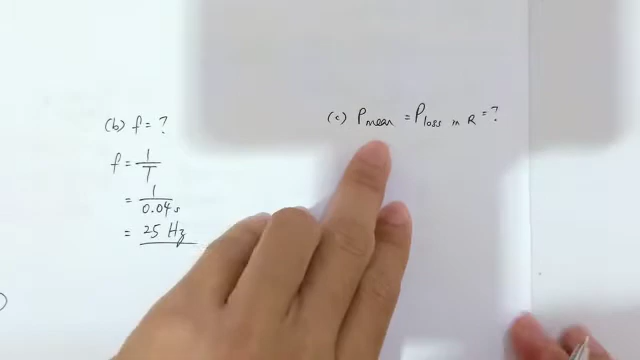 (b) f = ?
f = 1/T
= 1/0.04s
= 25 Hz
(c) Pmean = Ploss in R = ?